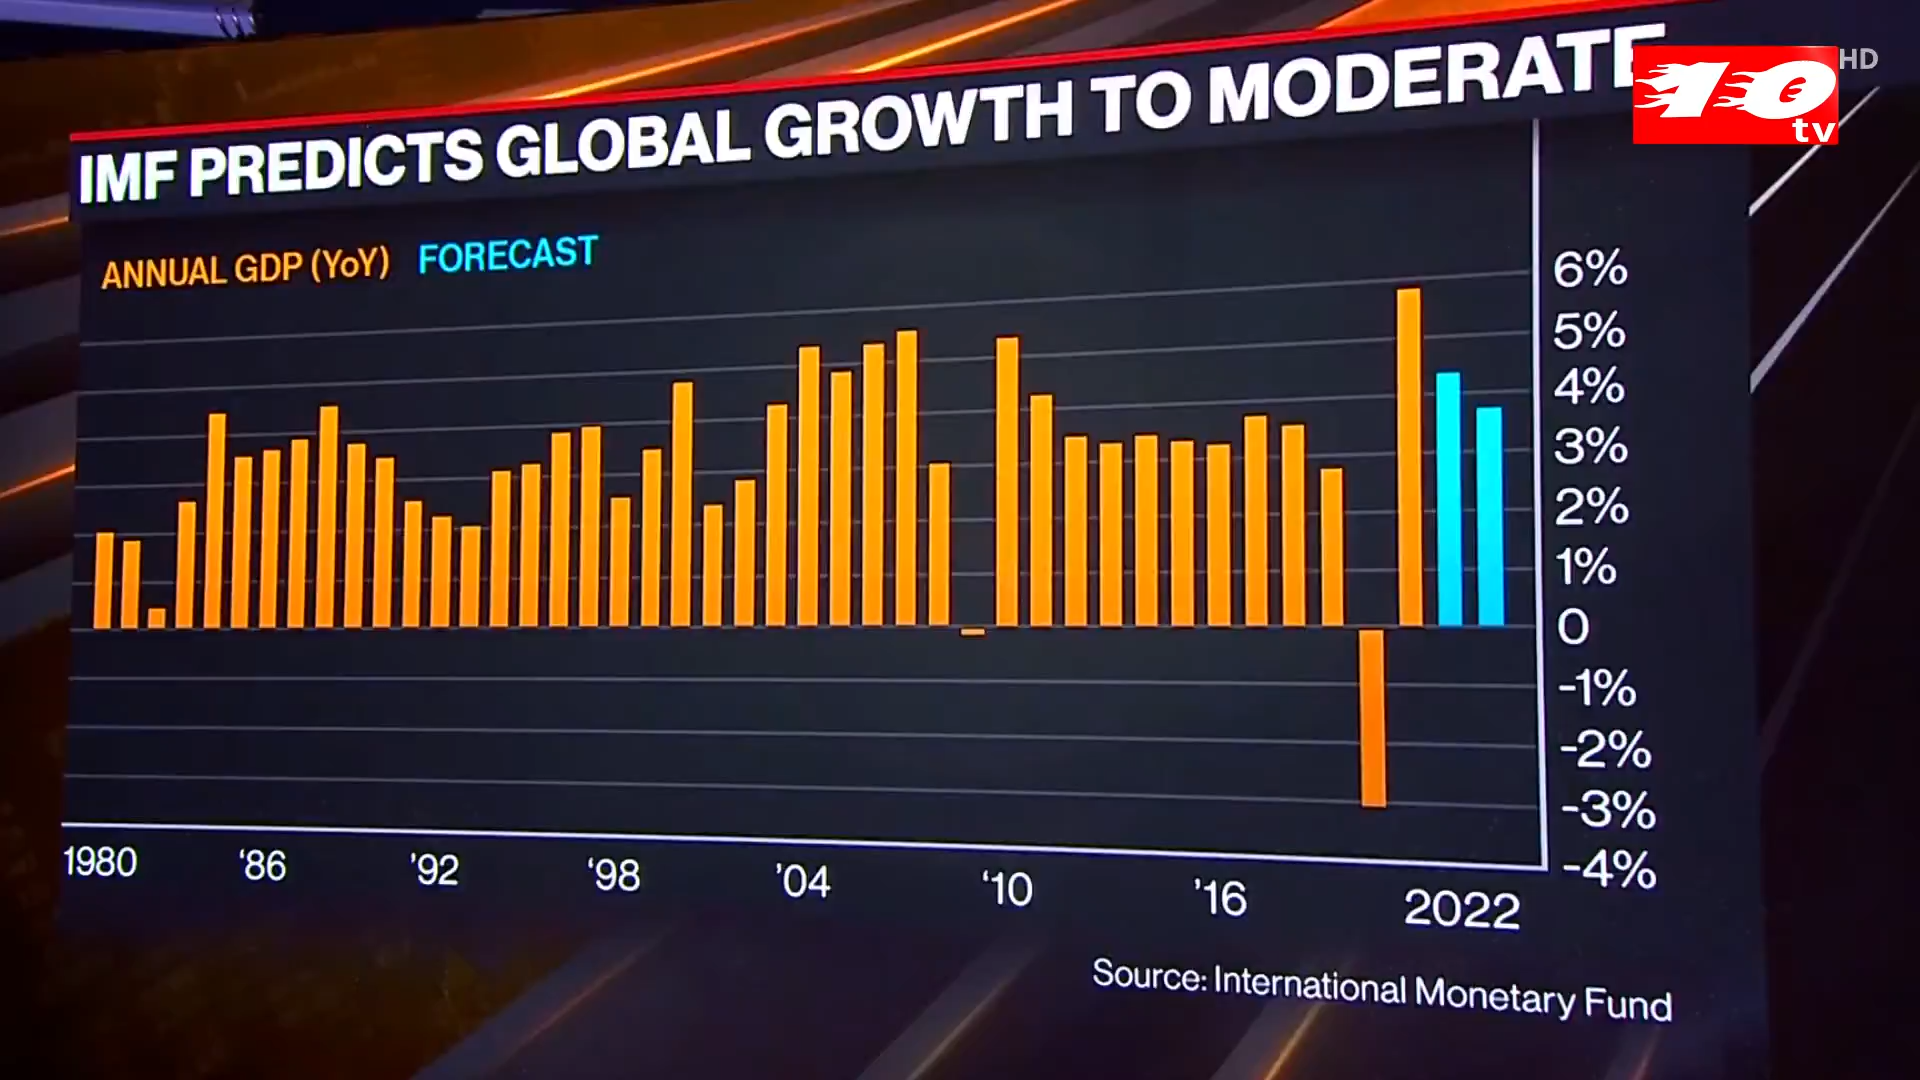 IMF PREDICTS GLOBAL GROWTH TO MODERATE
10
tv
HD
ANNUAL GDP (YoY) FORECAST
6%
5%
4%
3%
2%
1%
0
-1%
-2%
-3%
-4%
1980 '86 '92 '98 '04 '10 '16 2022
Source: International Monetary Fund